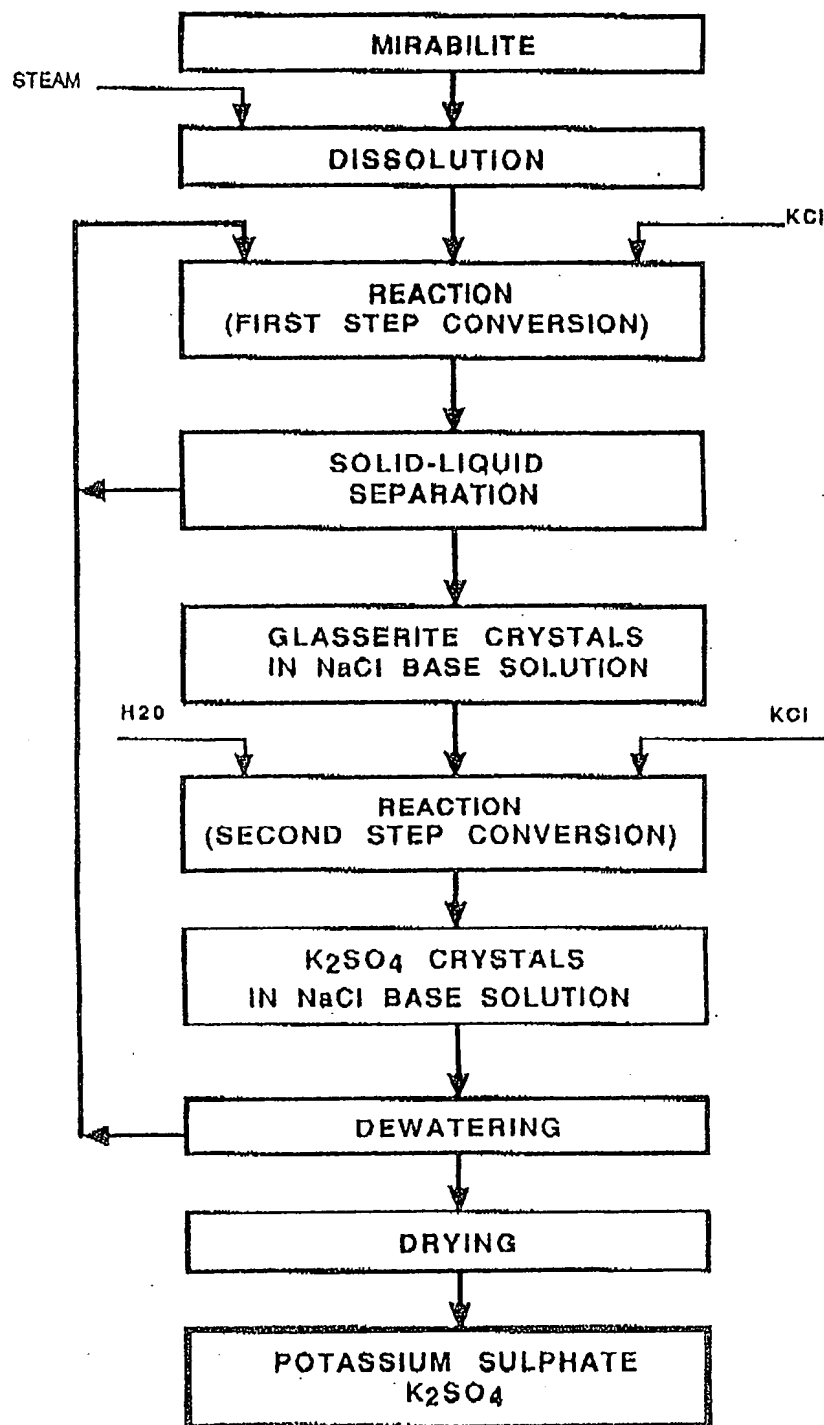 MIRABILITE
STEAM
DISSOLUTION
KCl
REACTION
(FIRST STEP CONVERSION)
SOLID-LIQUID
SEPARATION
GLASSERITE CRYSTALS
IN NaCl BASE SOLUTION
H20
KCl
REACTION
(SECOND STEP CONVERSION)
K2SO4 CRYSTALS
IN NaCl BASE SOLUTION
DEWATERING
DRYING
POTASSIUM SULPHATE
K2SO4